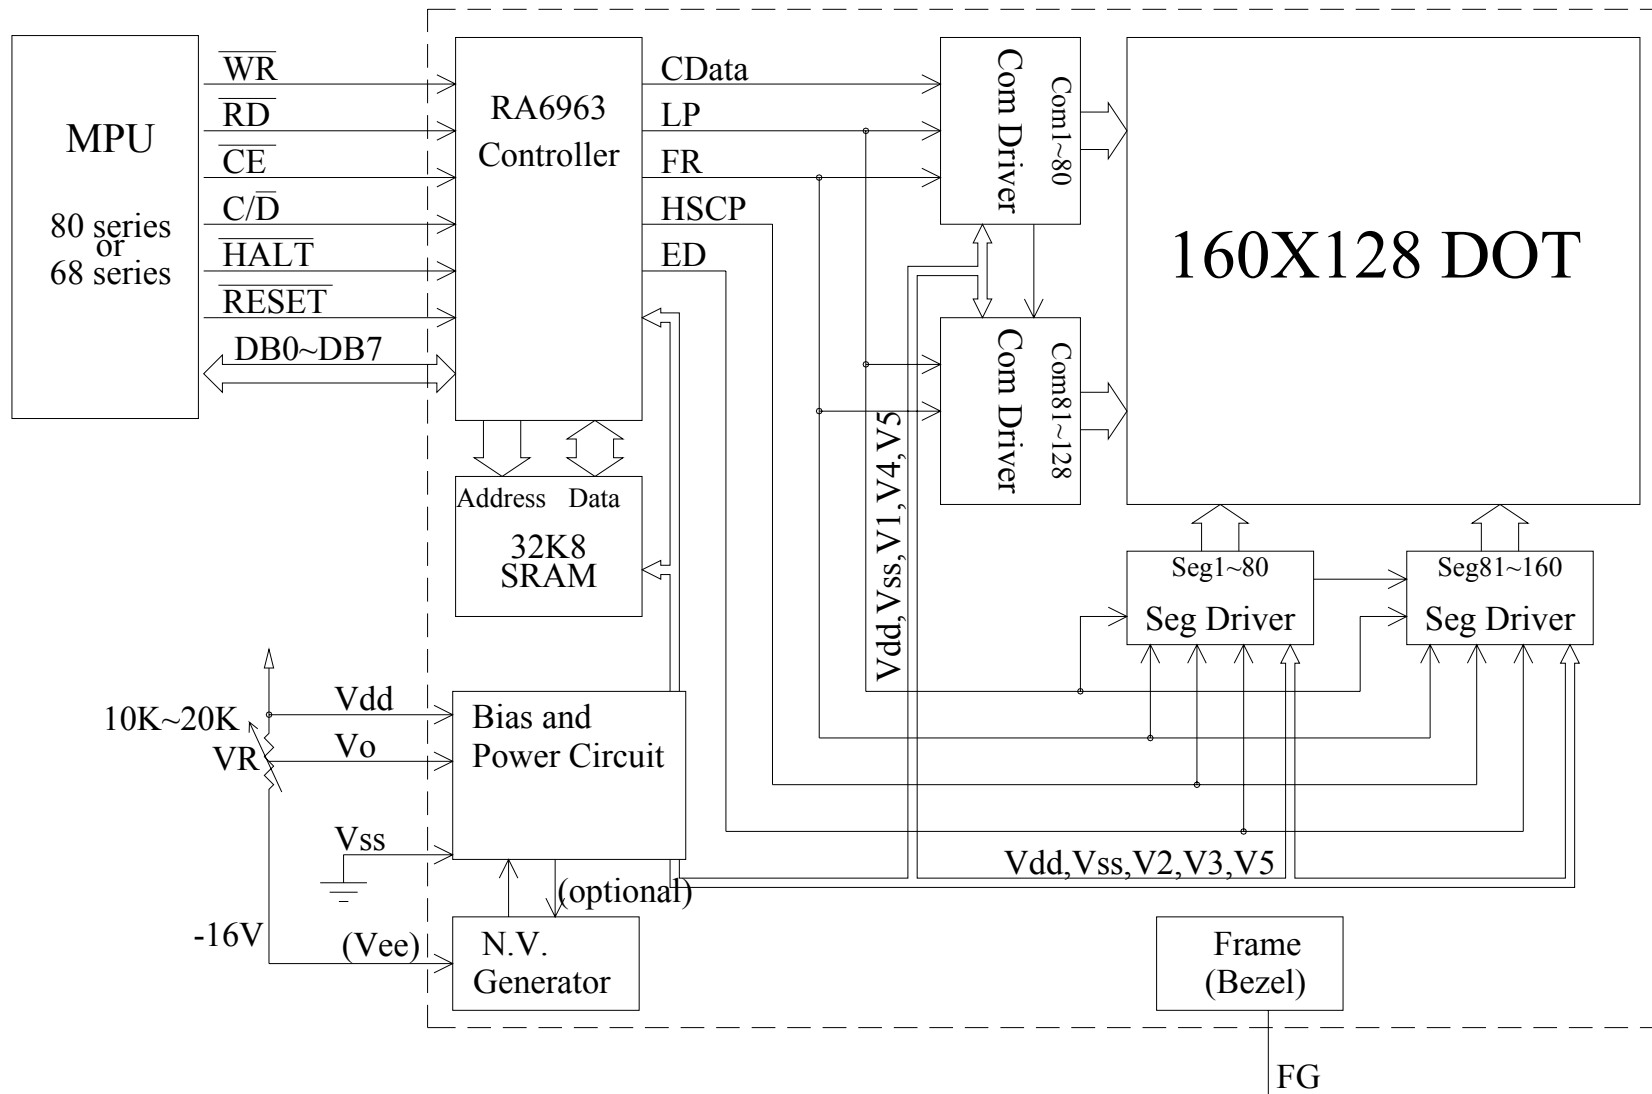 MPU
80 series
or
68 series
WR
RD
CE
C/D
HALT
RESET
DB0~DB7
RA6963
Controller
CData
LP
FR
HSCP
ED
Com Driver
Com1~80
Com Driver
Com81~128
160X128 DOT
Address Data
32K8
SRAM
Vdd,Vss,V1,V4,V5
Seg1~80
Seg Driver
Seg81~160
Seg Driver
10K~20K
VR
Vdd
Vo
Vss
Bias and
Power Circuit
Vdd,Vss,V2,V3,V5
(optional)
-16V
(Vee)
N.V.
Generator
Frame
(Bezel)
FG